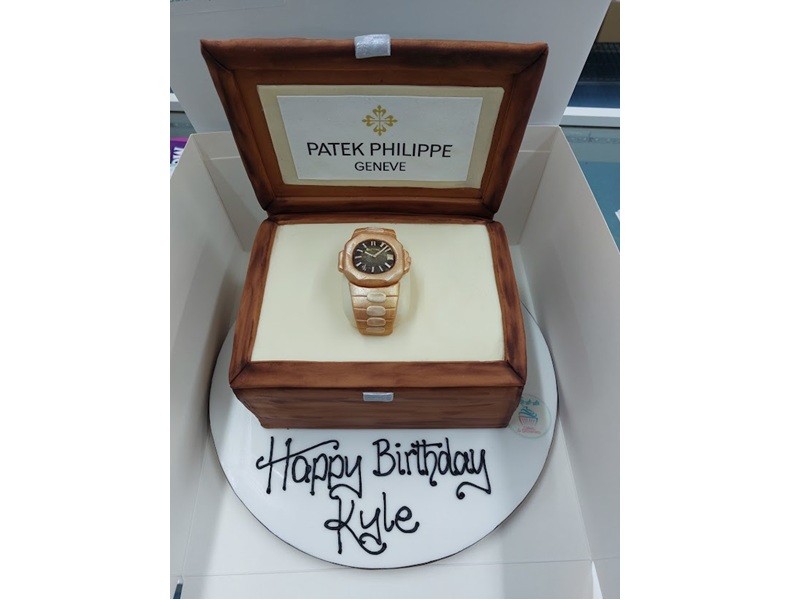 PATEK PHILIPPE
GENEVE
Happy Birthday
Kyle